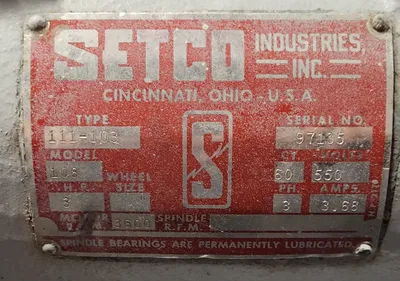 SETCO INDUSTRIES, INC.
CINCINNATI, OHIO - U.S.A.
TYPE SERIAL NO.
111-103 97135
MODEL WHEEL SIZE CY. VOLTS
108 60 550
H.P. PH. AMPS.
3 3 3.68
MOTOR R.P.M. 3600 SPINDLE R.P.M.
SPINDLE BEARINGS ARE PERMANENTLY LUBRICATED.